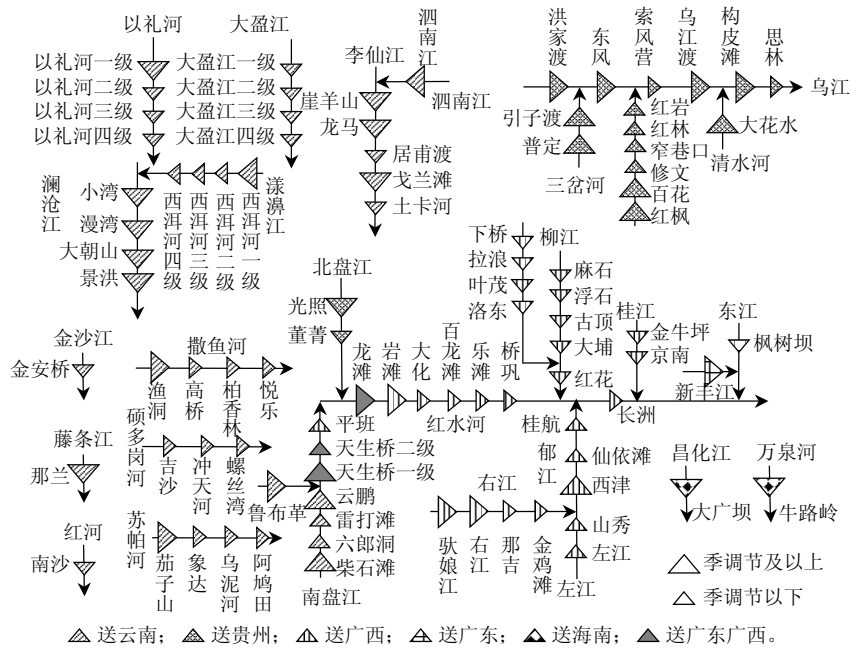 以礼河
以礼河一级
以礼河二级
以礼河三级
以礼河四级
大盈江
大盈江一级
大盈江二级
大盈江三级
大盈江四级
李仙江
泗南江
泗南江
崖羊山
龙马
居甫渡
戈兰滩
土卡河
洪家渡
东风
索风营
乌江渡
构皮滩
思林
乌江
引子渡
普定
三岔河
红岩
红林
窄巷口
修文
百花
红枫
大花水
清水河
澜沧江
小湾
漫湾
大朝山
景洪
西洱河四级
西洱河三级
西洱河二级
西洱河一级
漾濞江
北盘江
光照
董菁
下桥
拉浪
叶茂
洛东
柳江
麻石
浮石
古顶
大埔
红花
桂江
金牛坪
京南
东江
枫树坝
新丰江
金沙江
金安桥
撒鱼河
渔洞
高桥
柏香林
悦乐
龙滩
岩滩
大化
百龙滩
乐滩
桥巩
红水河
长洲
平班
天生桥二级
天生桥一级
鲁布革
云鹏
雷打滩
六郎洞
柴石滩
南盘江
藤条江
那兰
硕多岗河
吉沙
冲天河
螺丝湾
桂航
郁江
仙依滩
西津
山秀
左江
左江
右江
驮娘江
右江
那吉
金鸡滩
昌化江
大广坝
万泉河
牛路岭
红河
南沙
苏帕河
茄子山
象达
乌泥河
阿鸠田
季调节及以上
季调节以下
送云南; 送贵州; 送广西; 送广东; 送海南; 送广东广西。